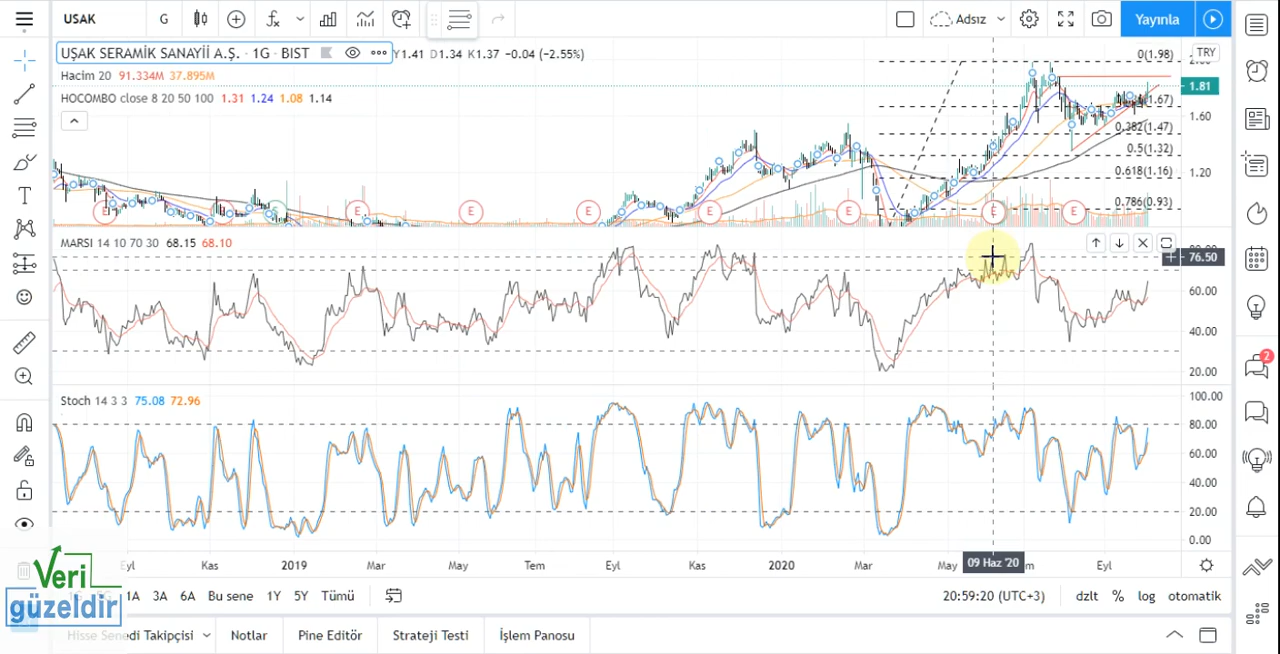 USAK G Adsız Yayınla
UŞAK SERAMİK SANAYİİ A.Ş. · 1G · BIST Y1.41 D1.34 K1.37 −0.04 (−2.55%)
Hacim 20 91.334M 37.895M
HOCOMBO close 8 20 50 100 1.31 1.24 1.08 1.14
TRY
0(1.98)
1.81
(1.67)
1.60
0.382(1.47)
0.5(1.32)
0.618(1.16)
1.20
0.786(0.93)
E E E E E E E E
MARSI 14 10 70 30 68.15 68.10
76.50
60.00
40.00
20.00
Stoch 14 3 3 75.08 72.96
100.00
80.00
60.00
40.00
20.00
0.00
Eyl Kas 2019 Mar May Tem Eyl Kas 2020 Mar May 09 Haz '20 Eyl
1A 3A 6A Bu sene 1Y 5Y Tümü 20:59:20 (UTC+3) dzlt % log otomatik
Hisse Senedi Takipçisi Notlar Pine Editör Strateji Testi İşlem Panosu
Veri
güzeldir
2